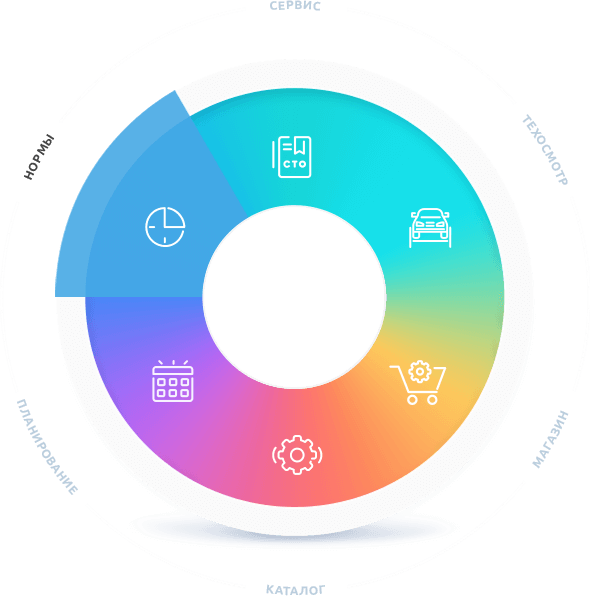 СЕРВИС
ТЕХОСМОТР
МАГАЗИН
КАТАЛОГ
ПЛАНИРОВАНИЕ
НОРМЫ
СТО